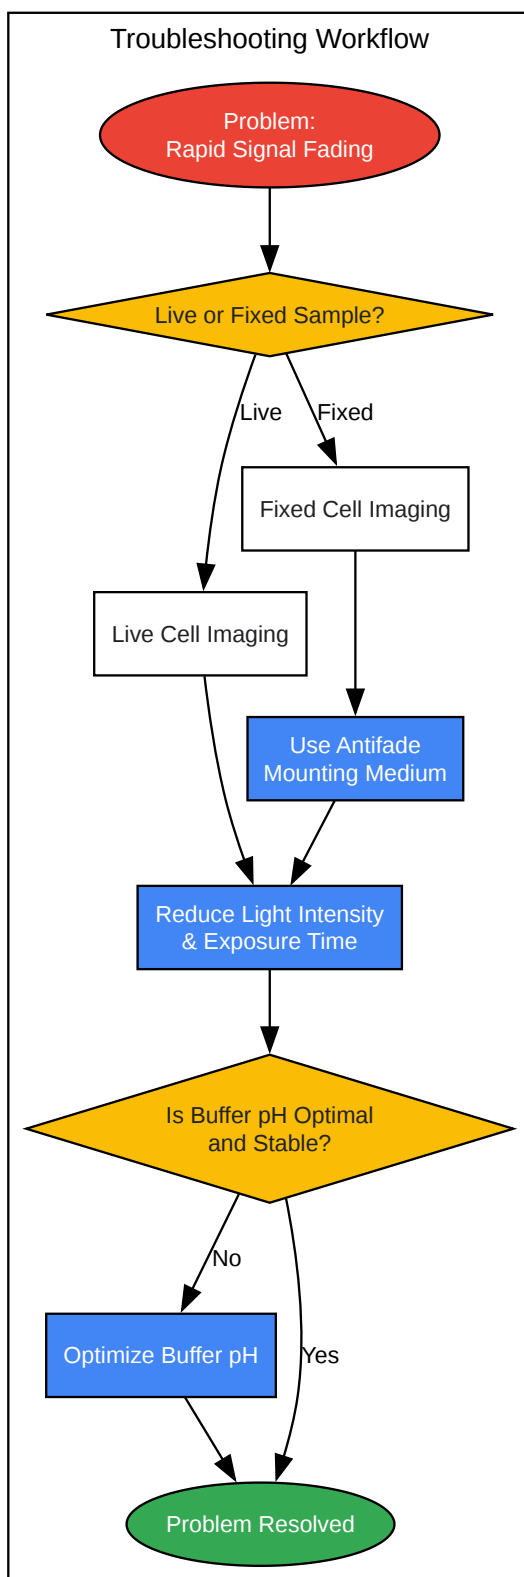 Troubleshooting Workflow
Problem:
Rapid Signal Fading
Live or Fixed Sample?
Live
Fixed
Fixed Cell Imaging
Live Cell Imaging
Use Antifade
Mounting Medium
Reduce Light Intensity
& Exposure Time
Is Buffer pH Optimal
and Stable?
No
Optimize Buffer pH
Yes
Problem Resolved